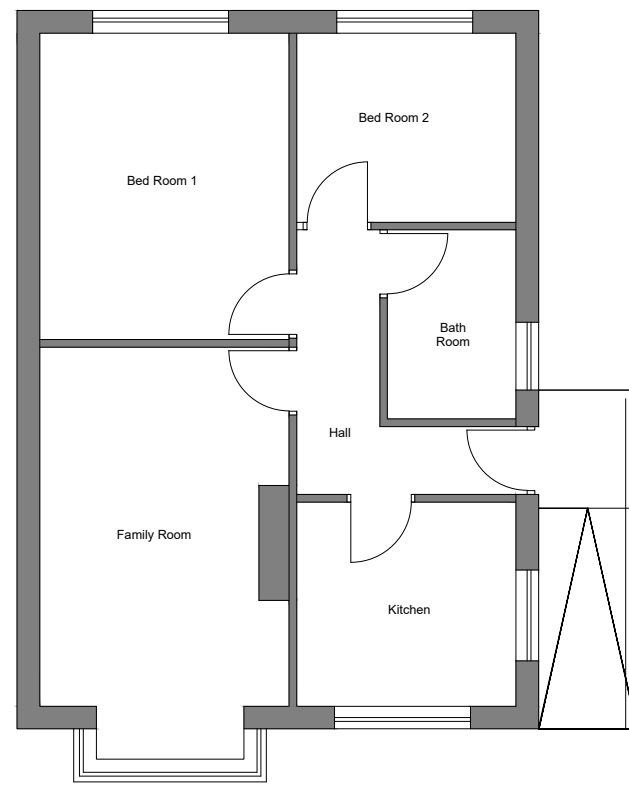 Bed Room 2
Bed Room 1
Bath
Room
Hall
Family Room
Kitchen